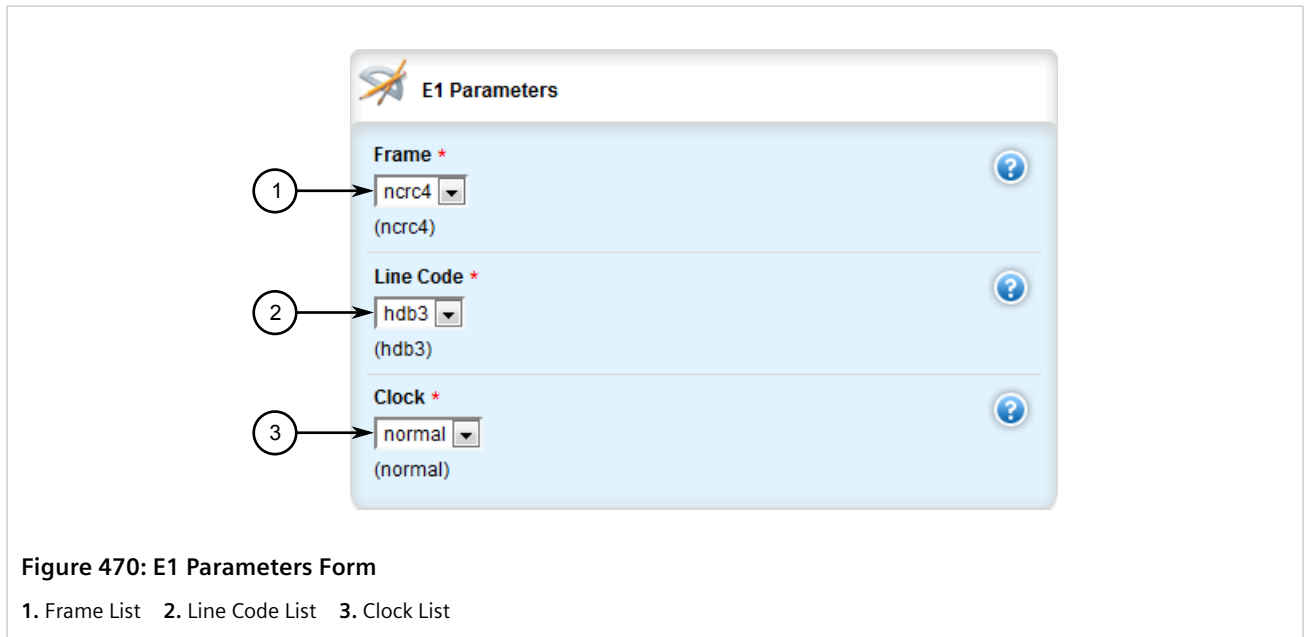 E1 Parameters
Frame *
1
ncrc4
(ncrc4)
Line Code *
2
hdb3
(hdb3)
Clock *
3
normal
(normal)
Figure 470: E1 Parameters Form
1. Frame List 2. Line Code List 3. Clock List